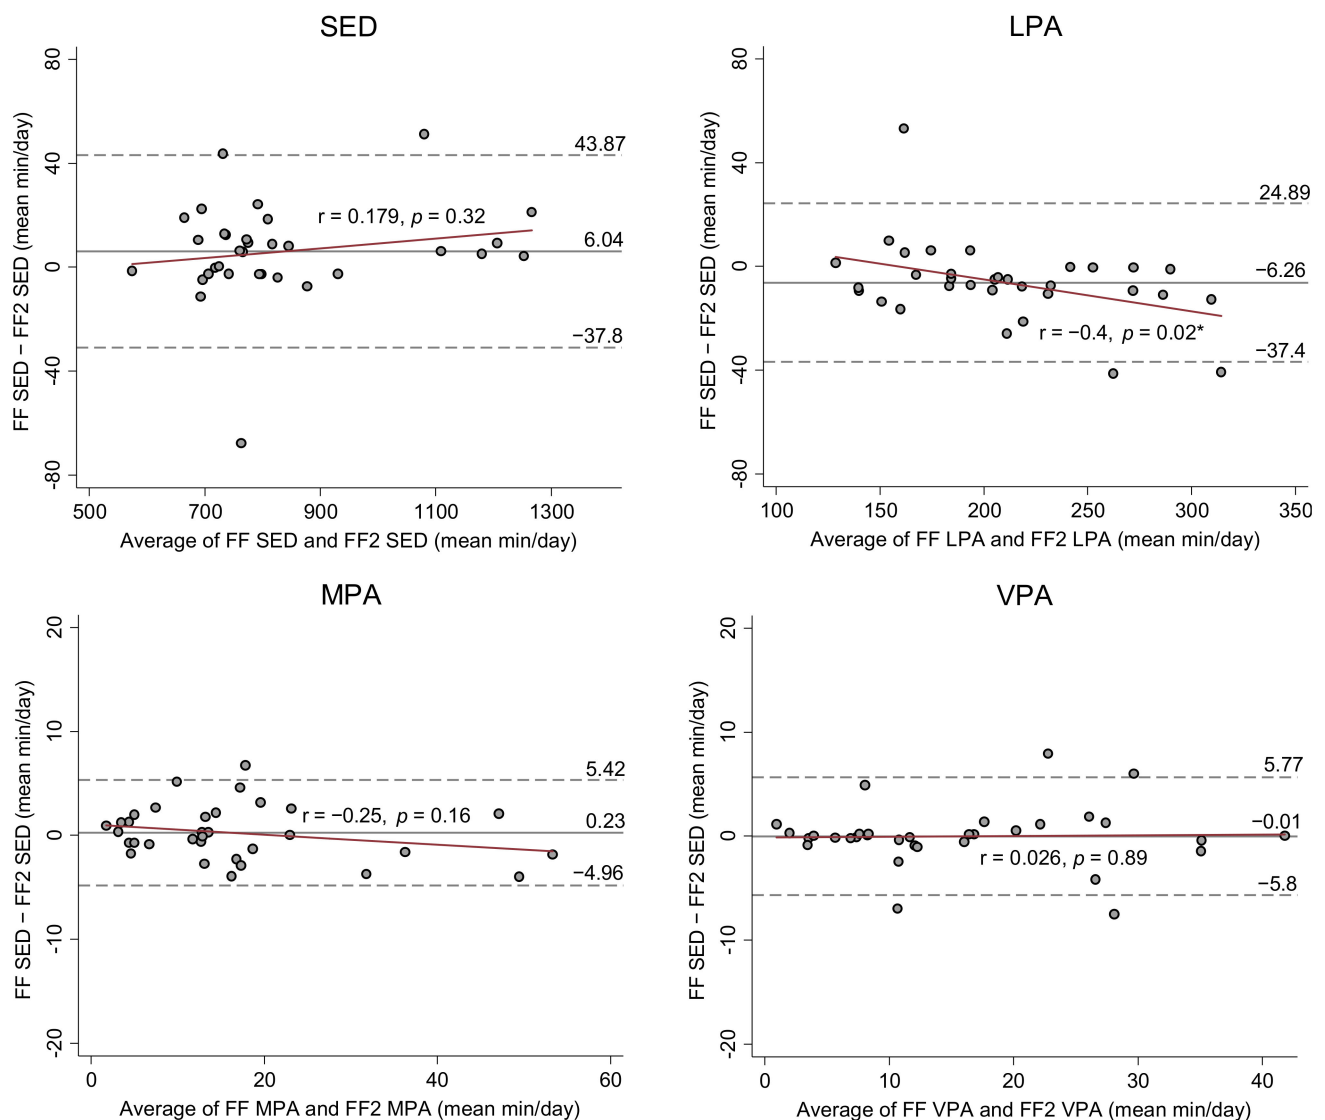 SED
FF SED − FF2 SED (mean min/day)
80
40
0
-40
-80
43.87
r = 0.179, p = 0.32
6.04
−37.8
500 700 900 1100 1300
Average of FF SED and FF2 SED (mean min/day)
LPA
FF SED − FF2 SED (mean min/day)
80
40
0
-40
-80
24.89
−6.26
r = −0.4, p = 0.02*
−37.4
100 150 200 250 300 350
Average of FF LPA and FF2 LPA (mean min/day)
MPA
FF SED − FF2 SED (mean min/day)
20
10
0
-10
-20
5.42
r = −0.25, p = 0.16
0.23
−4.96
0 20 40 60
Average of FF MPA and FF2 MPA (mean min/day)
VPA
FF SED − FF2 SED (mean min/day)
20
10
0
-10
-20
5.77
−0.01
r = 0.026, p = 0.89
−5.8
0 10 20 30 40
Average of FF VPA and FF2 VPA (mean min/day)